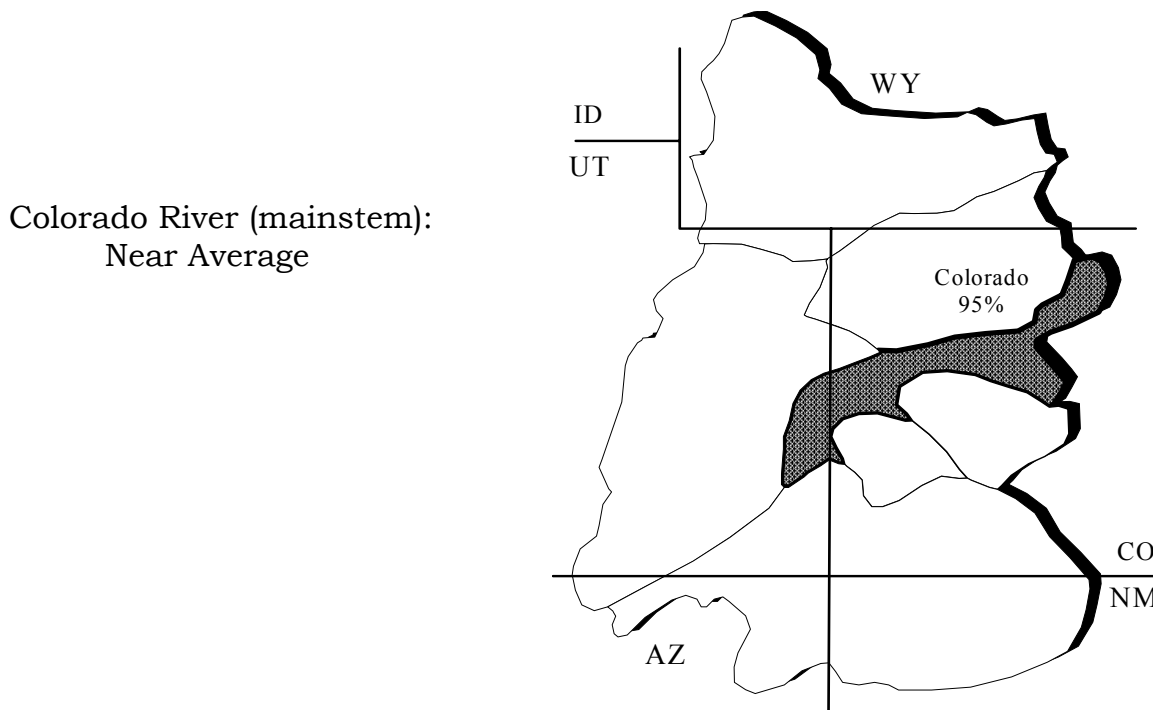 Colorado River (mainstem):
Near Average
WY
ID
UT
Colorado
95%
CO
NM
AZ